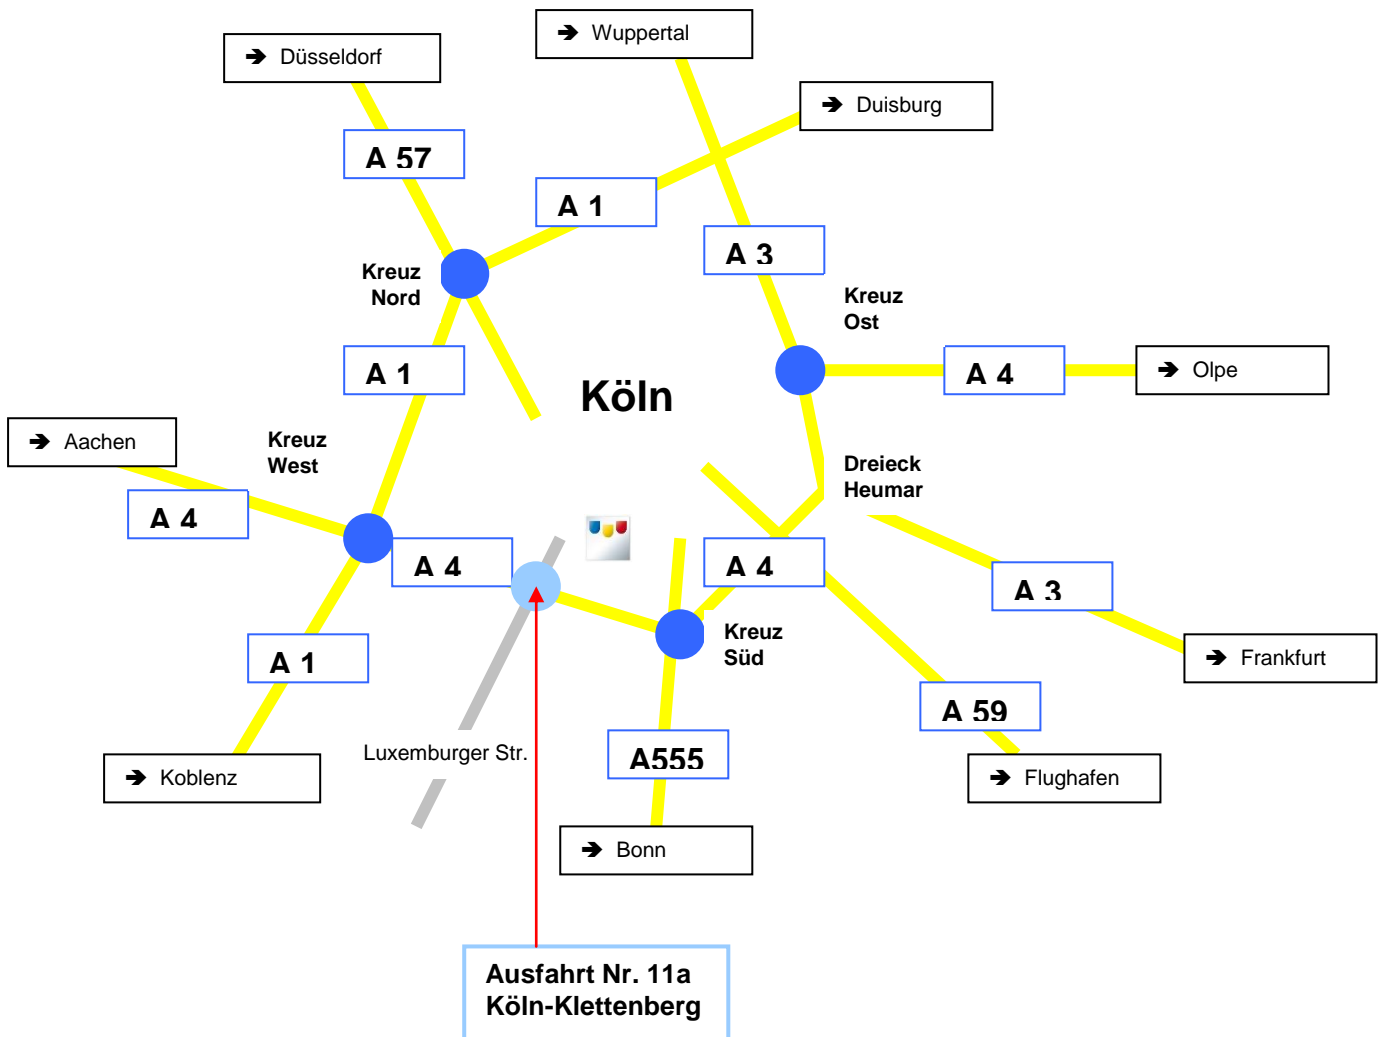 ➔ Wuppertal
➔ Düsseldorf
➔ Duisburg
A 57
A 1
A 3
Kreuz
Nord
Kreuz
Ost
A 1
A 4
➔ Olpe
Köln
➔ Aachen
Kreuz
West
Dreieck
Heumar
A 4
A 4
A 4
A 3
Kreuz
Süd
A 1
➔ Frankfurt
A 59
Luxemburger Str.
A555
➔ Koblenz
➔ Flughafen
➔ Bonn
Ausfahrt Nr. 11a
Köln-Klettenberg